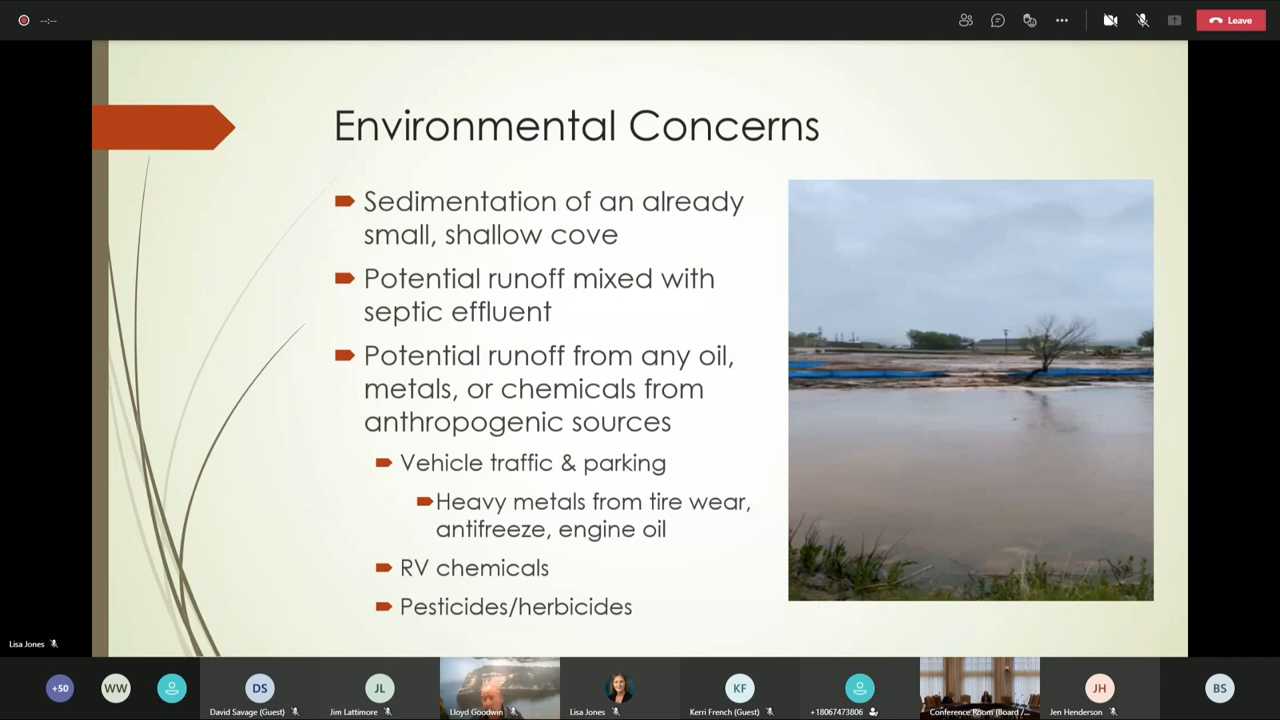 --:--
Leave
Environmental Concerns
Sedimentation of an already
small, shallow cove
Potential runoff mixed with
septic effluent
Potential runoff from any oil,
metals, or chemicals from
anthropogenic sources
Vehicle traffic & parking
Heavy metals from tire wear,
antifreeze, engine oil
RV chemicals
Pesticides/herbicides
Lisa Jones
+50
WW
DS
JL
KF
JH
BS
David Savage (Guest)
Jim Lattimore
Lloyd Goodwin
Lisa Jones
Kerri French (Guest)
+18067473806
Conference Room (Board /...
Jen Henderson